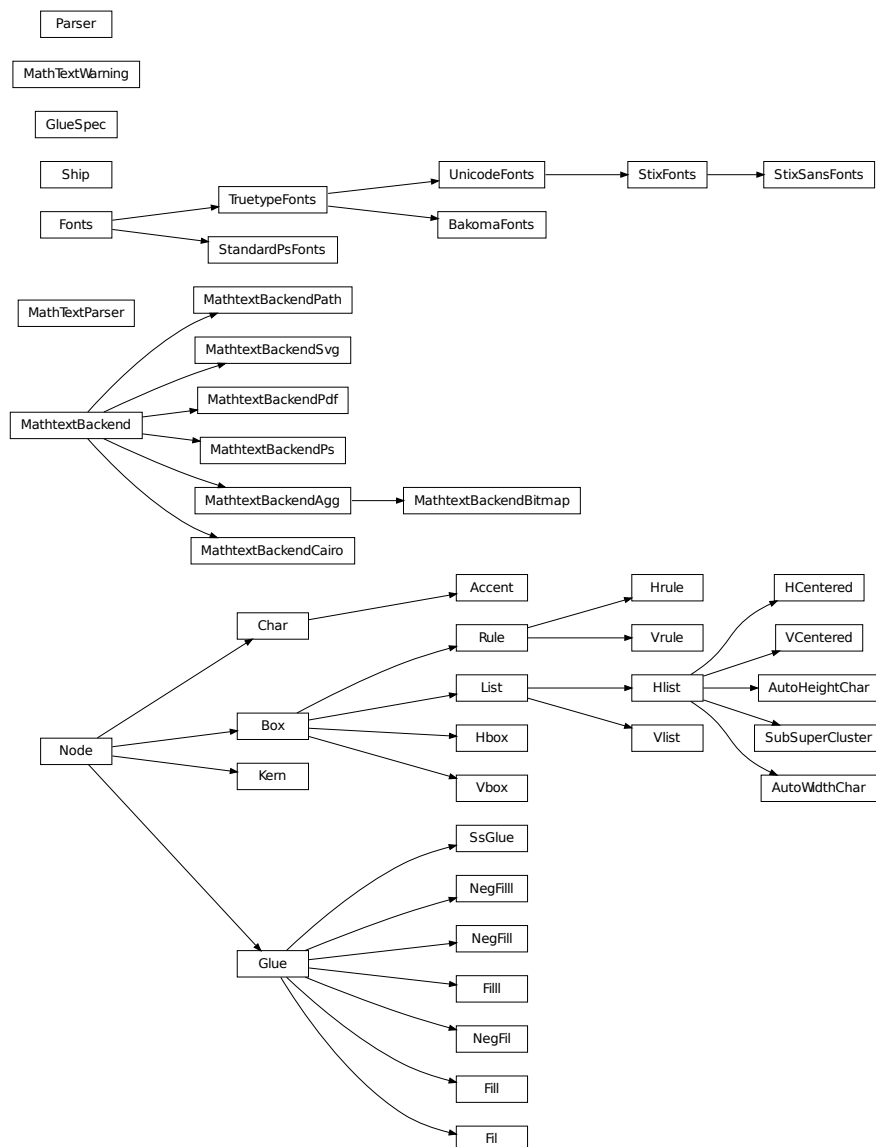 Parser
MathTextWarning
GlueSpec
Ship
UnicodeFonts
StixFonts
StixSansFonts
TruetypeFonts
Fonts
BakomaFonts
StandardPsFonts
MathtextBackendPath
MathTextParser
MathtextBackendSvg
MathtextBackendPdf
MathtextBackend
MathtextBackendPs
MathtextBackendAgg
MathtextBackendBitmap
MathtextBackendCairo
Accent
Hrule
HCentered
Char
Rule
Vrule
VCentered
List
Hlist
AutoHeightChar
Box
Hbox
Vlist
SubSuperCluster
Node
Kern
Vbox
AutoWidthChar
SsGlue
NegFilll
NegFill
Glue
Filll
NegFil
Fill
Fil